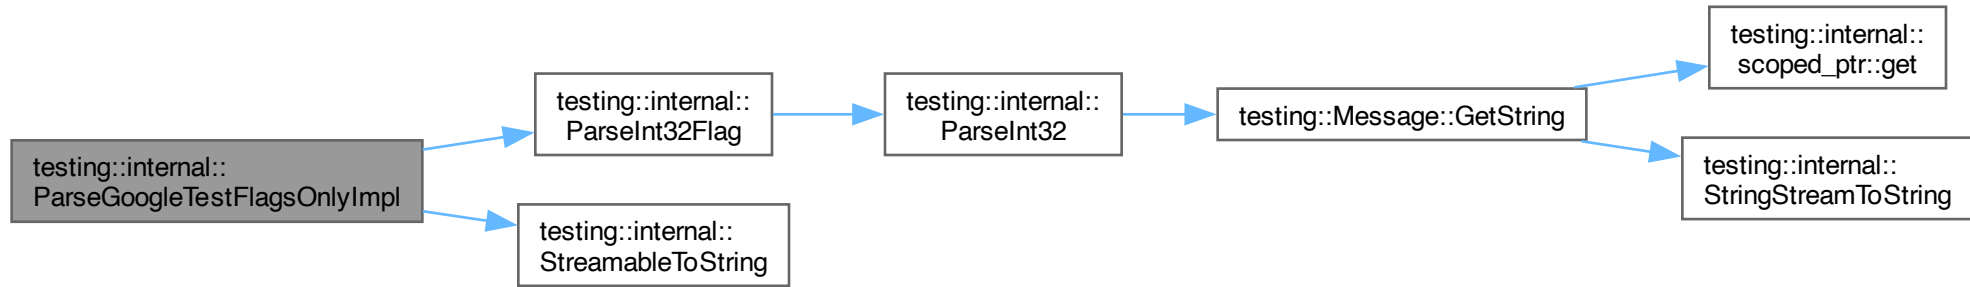 testing::internal::
ParseGoogleTestFlagsOnlyImpl
testing::internal::
ParseInt32Flag
testing::internal::
StreamableToString
testing::internal::
ParseInt32
testing::Message::GetString
testing::internal::
scoped_ptr::get
testing::internal::
StringStreamToString